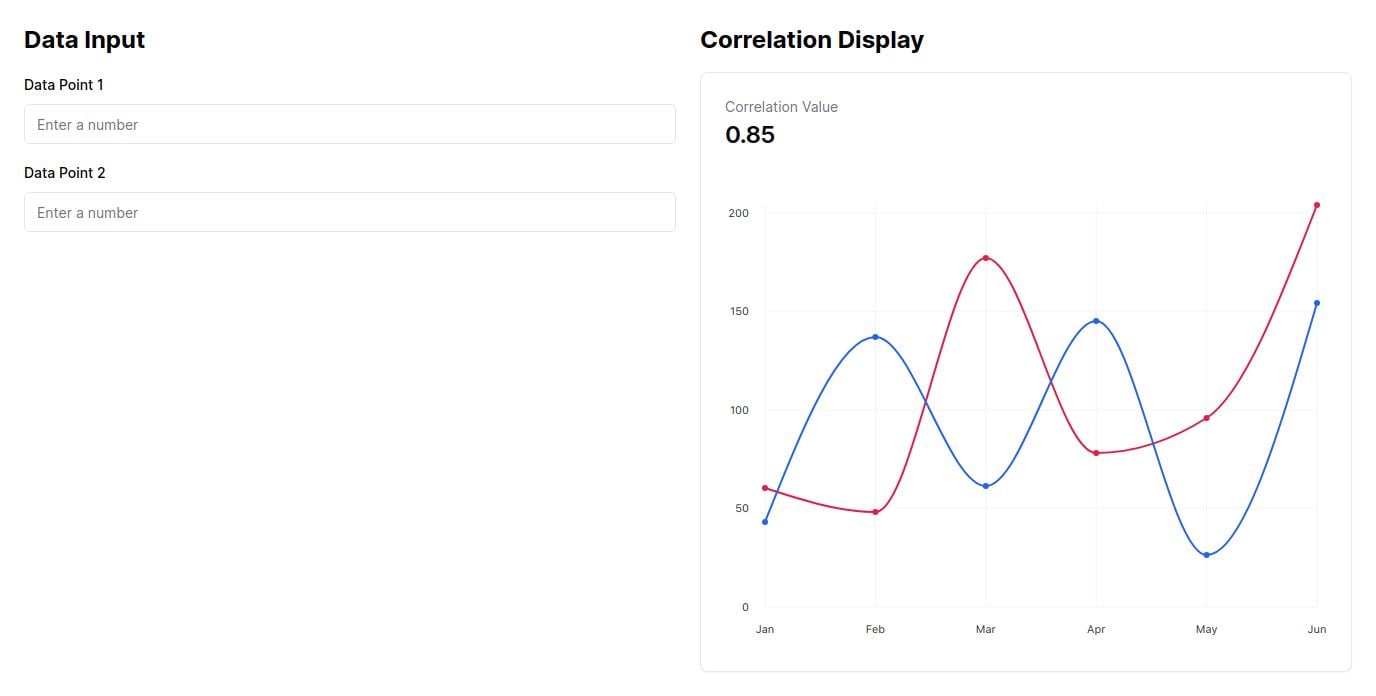 Data Input
Data Point 1
Enter a number
Data Point 2
Enter a number
Correlation Display
Correlation Value
0.85
200
150
100
50
0
Jan Feb Mar Apr May Jun